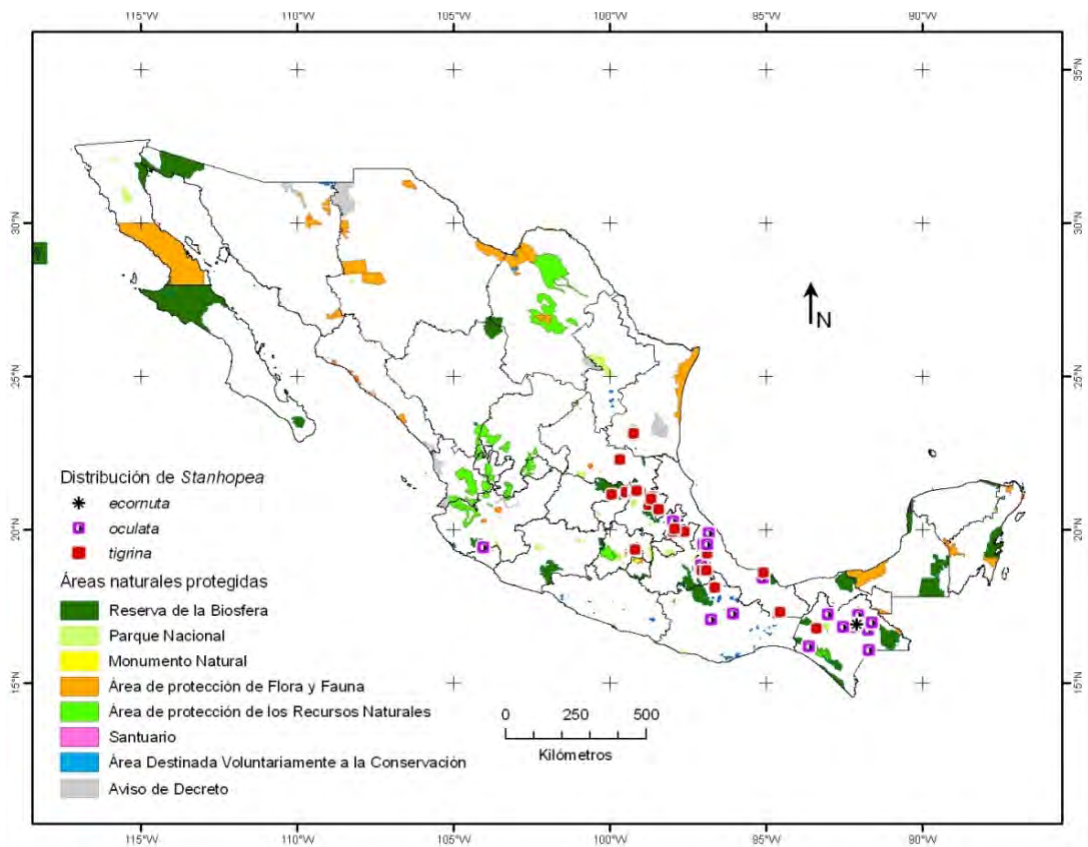 115°W 110°W 105°W 100°W 95°W 90°W
35°N 35°N
30°N 30°N
25°N 25°N
20°N 20°N
15°N 15°N
N
Distribución de Stanhopea
ecornuta
oculata
tigrina
Áreas naturales protegidas
Reserva de la Biosfera
Parque Nacional
Monumento Natural
Área de protección de Flora y Fauna
Área de protección de los Recursos Naturales
Santuario
Área Destinada Voluntariamente a la Conservación
Aviso de Decreto
0 250 500
Kilómetros
115°W 110°W 105°W 100°W 95°W 90°W